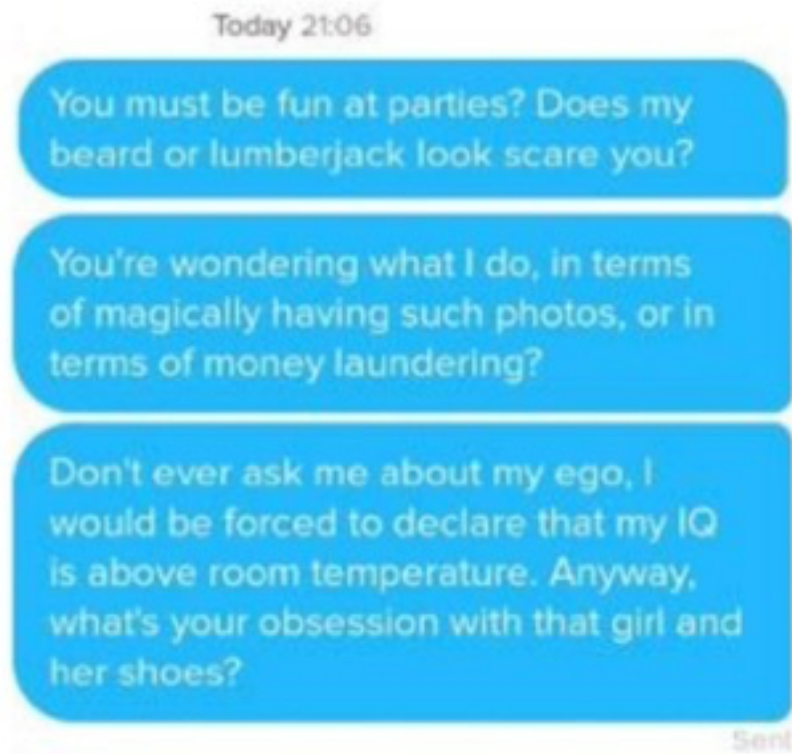 Today 21:06
You must be fun at parties? Does my
beard or lumberjack look scare you?
You're wondering what I do, in terms
of magically having such photos, or in
terms of money laundering?
Don't ever ask me about my ego, I
would be forced to declare that my IQ
is above room temperature. Anyway,
what's your obsession with that girl and
her shoes?
Sent